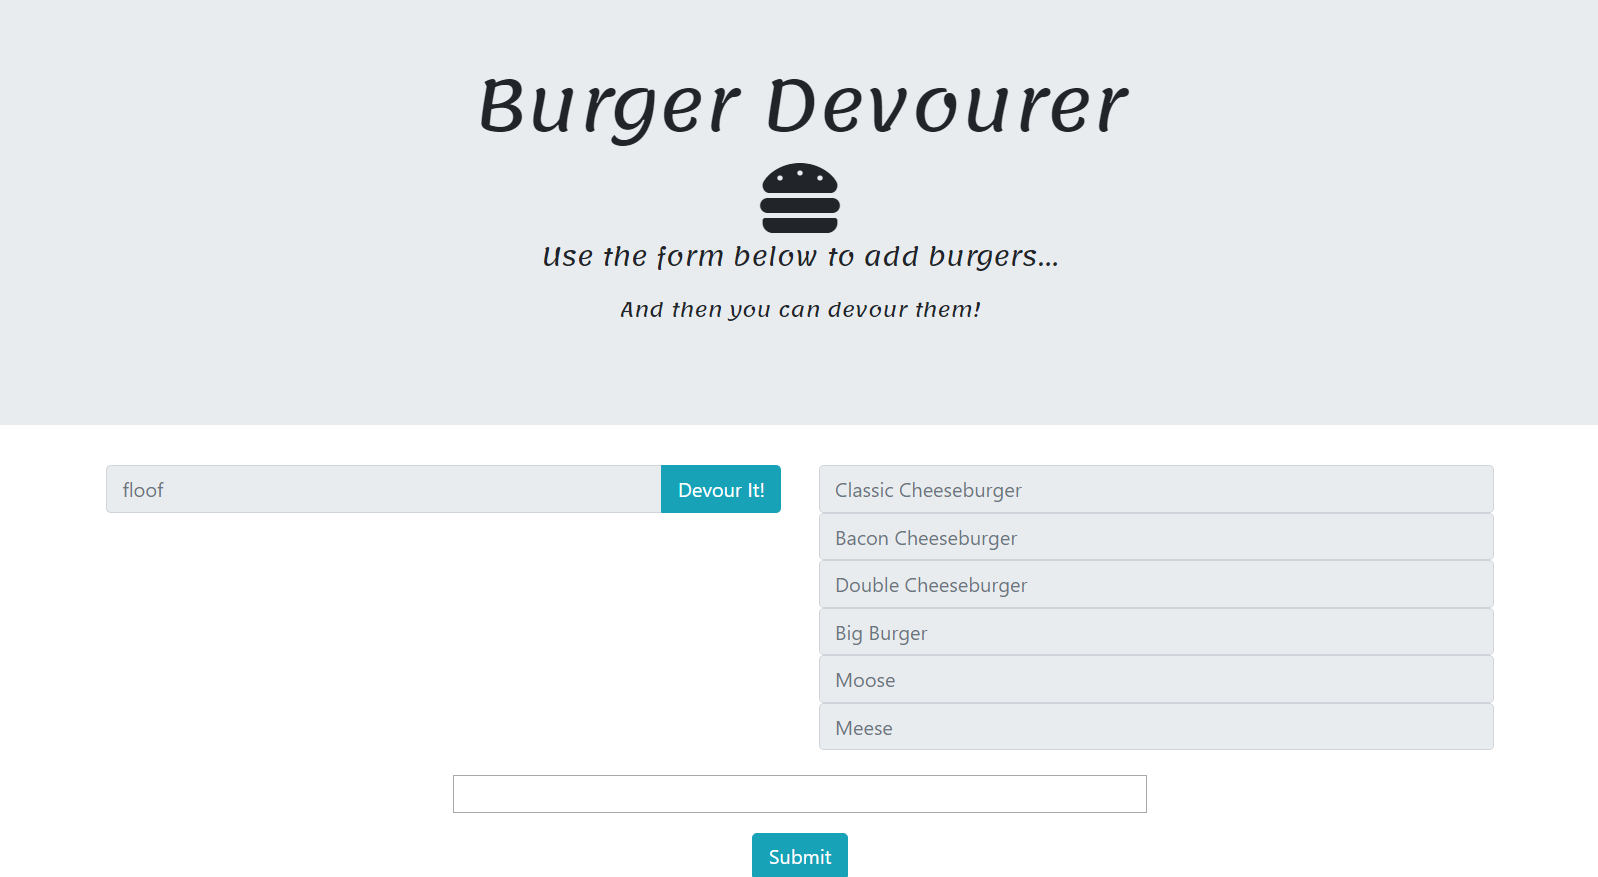 Burger Devourer
Use the form below to add burgers...
And then you can devour them!
floof
Devour It!
Classic Cheeseburger
Bacon Cheeseburger
Double Cheeseburger
Big Burger
Moose
Meese
Submit